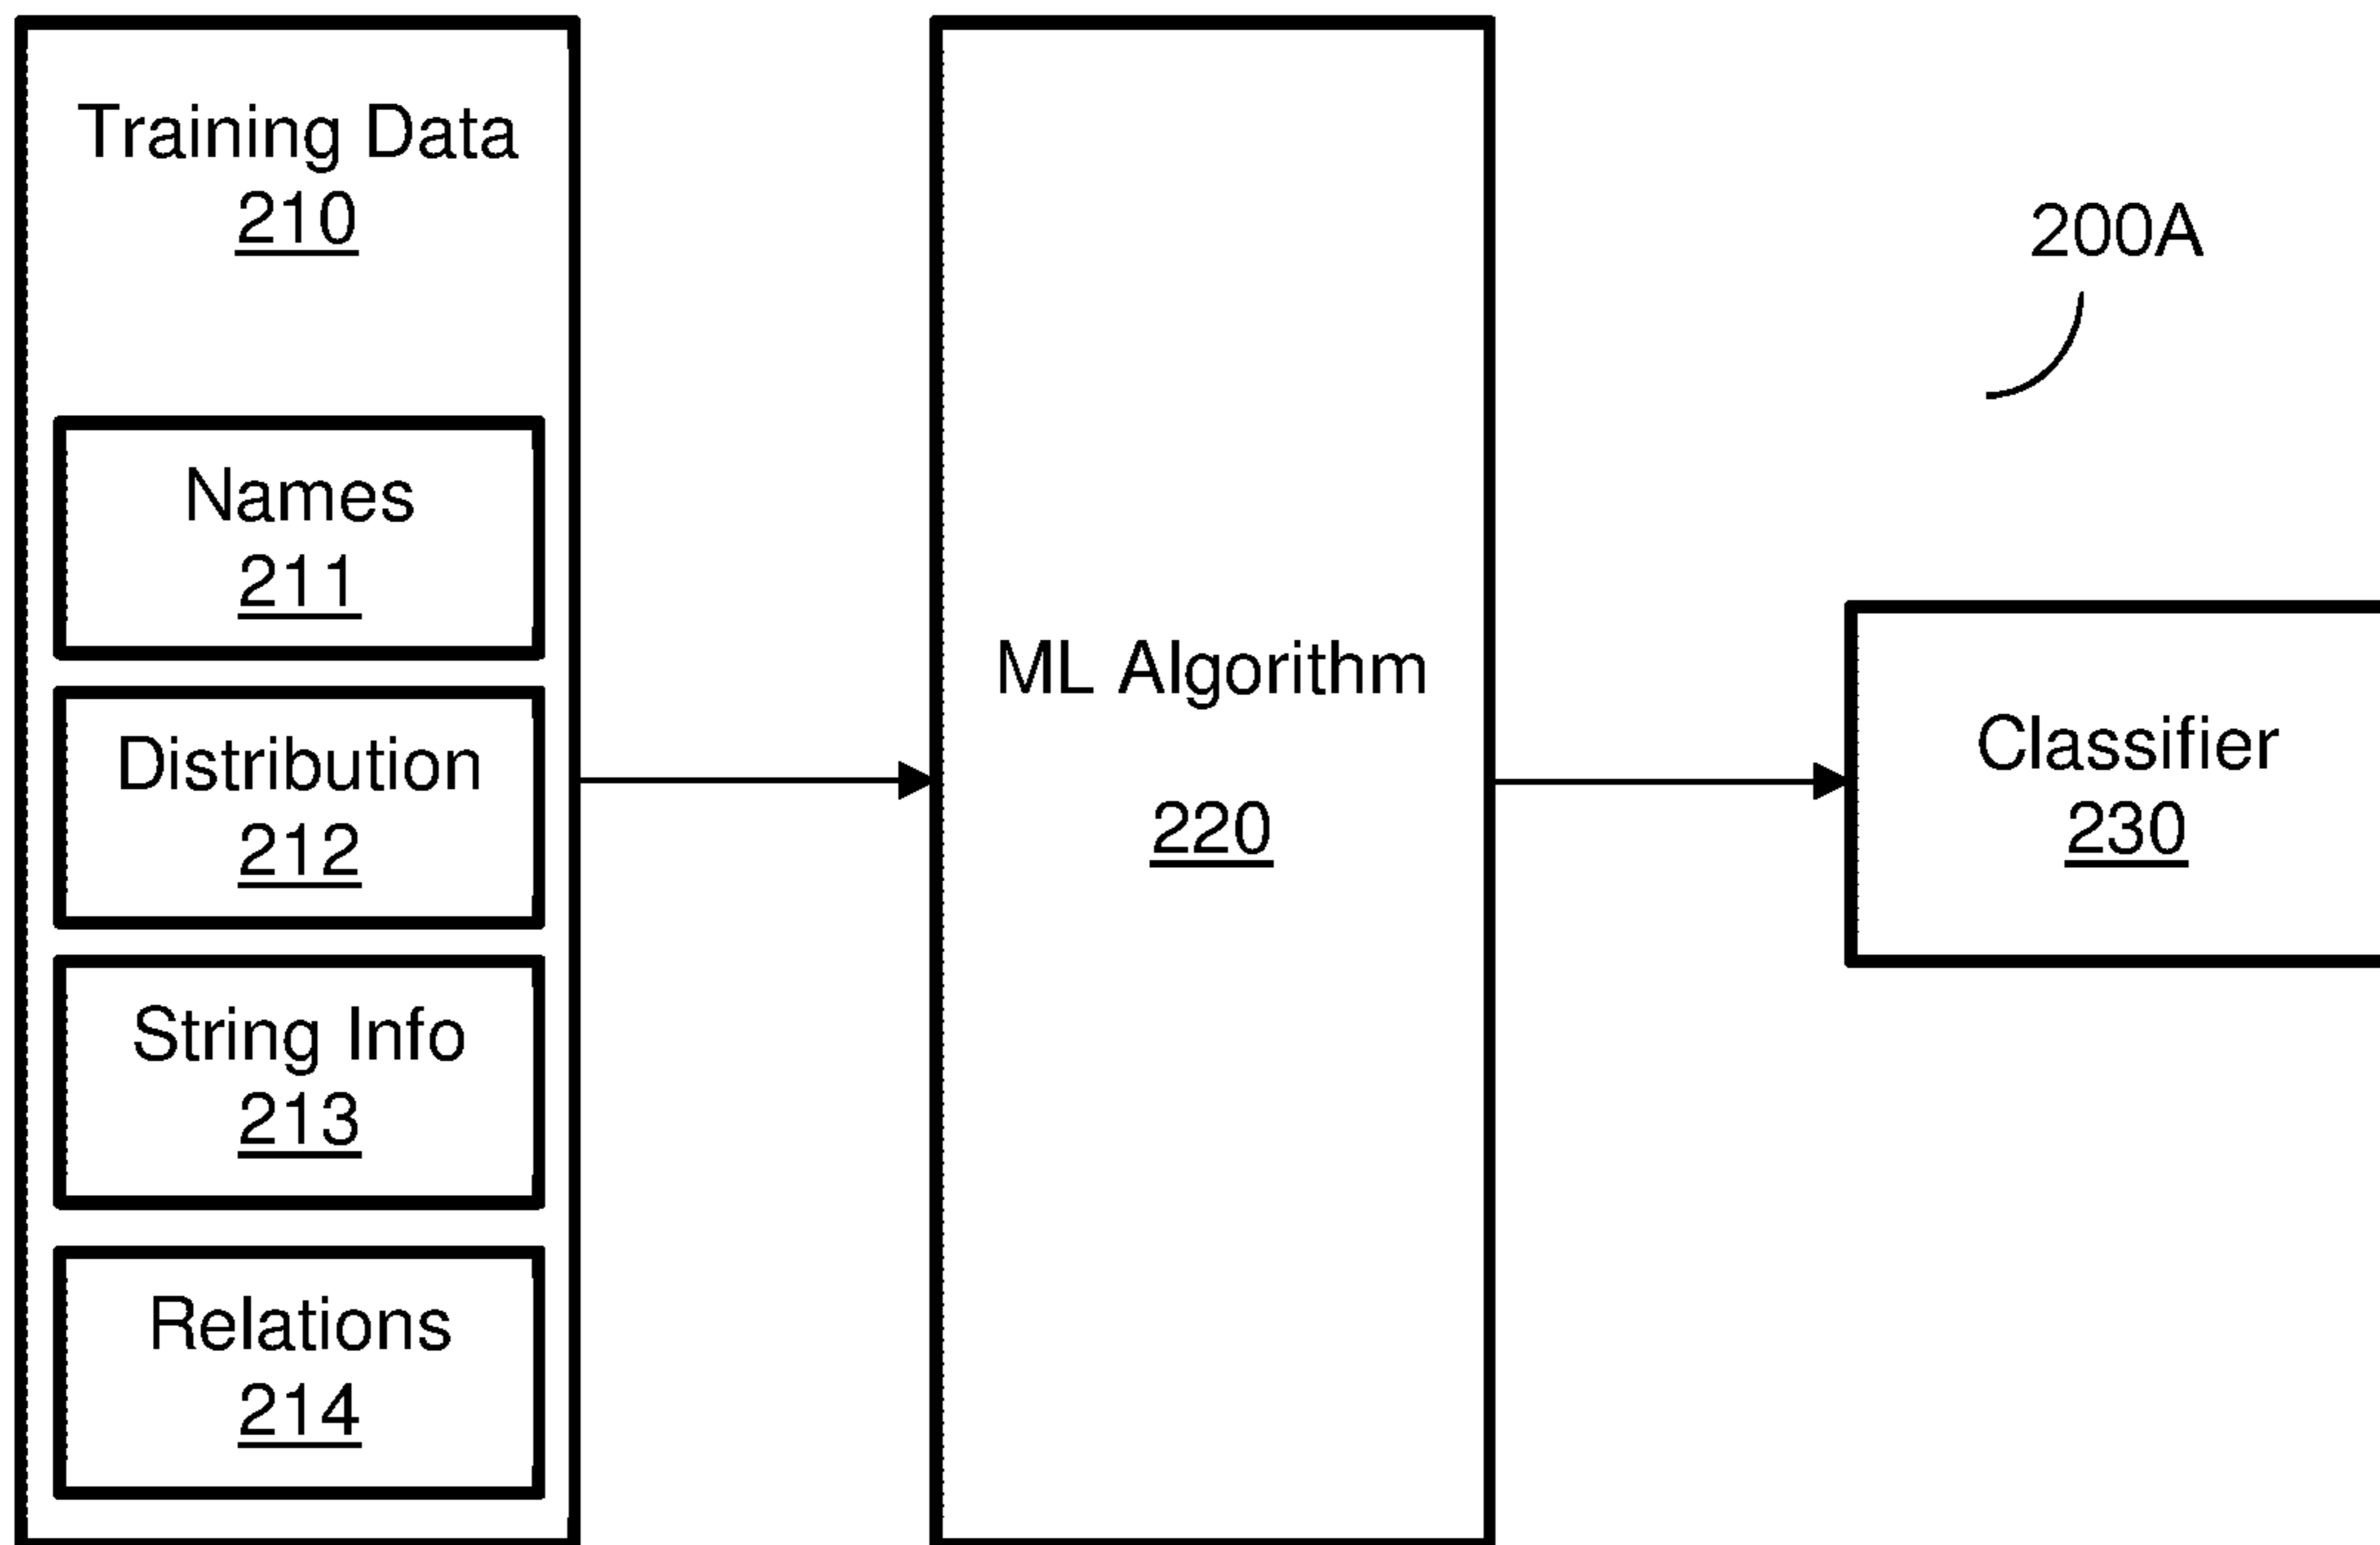 Training Data
210
Names
211
Distribution
212
String Info
213
Relations
214
ML Algorithm
220
200A
Classifier
230